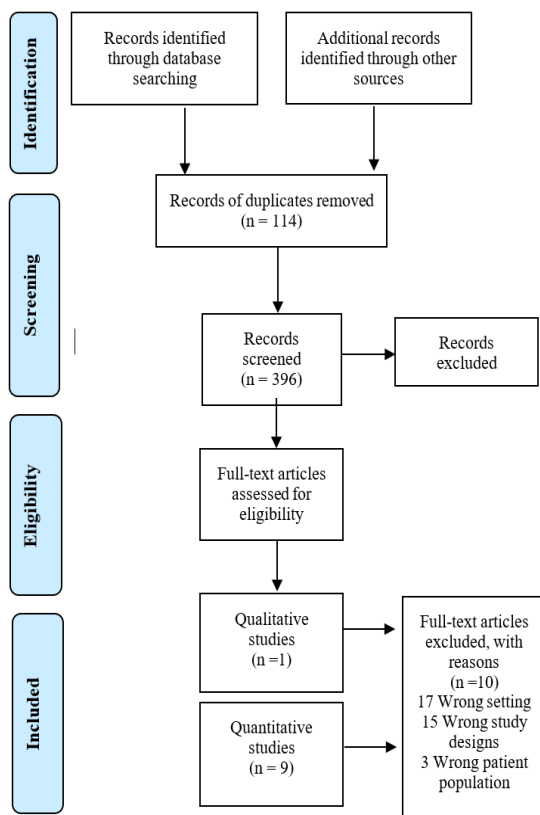 Identification
Records identified
through database
searching
Additional records
identified through other
sources
Records of duplicates removed
(n = 114)
Screening
Records
screened
(n = 396)
Records
excluded
Eligibility
Full-text articles
assessed for
eligibility
Included
Qualitative
studies
(n =1)
Quantitative
studies
(n = 9)
Full-text articles
excluded, with
reasons
(n =10)
17 Wrong setting
15 Wrong study
designs
3 Wrong patient
population